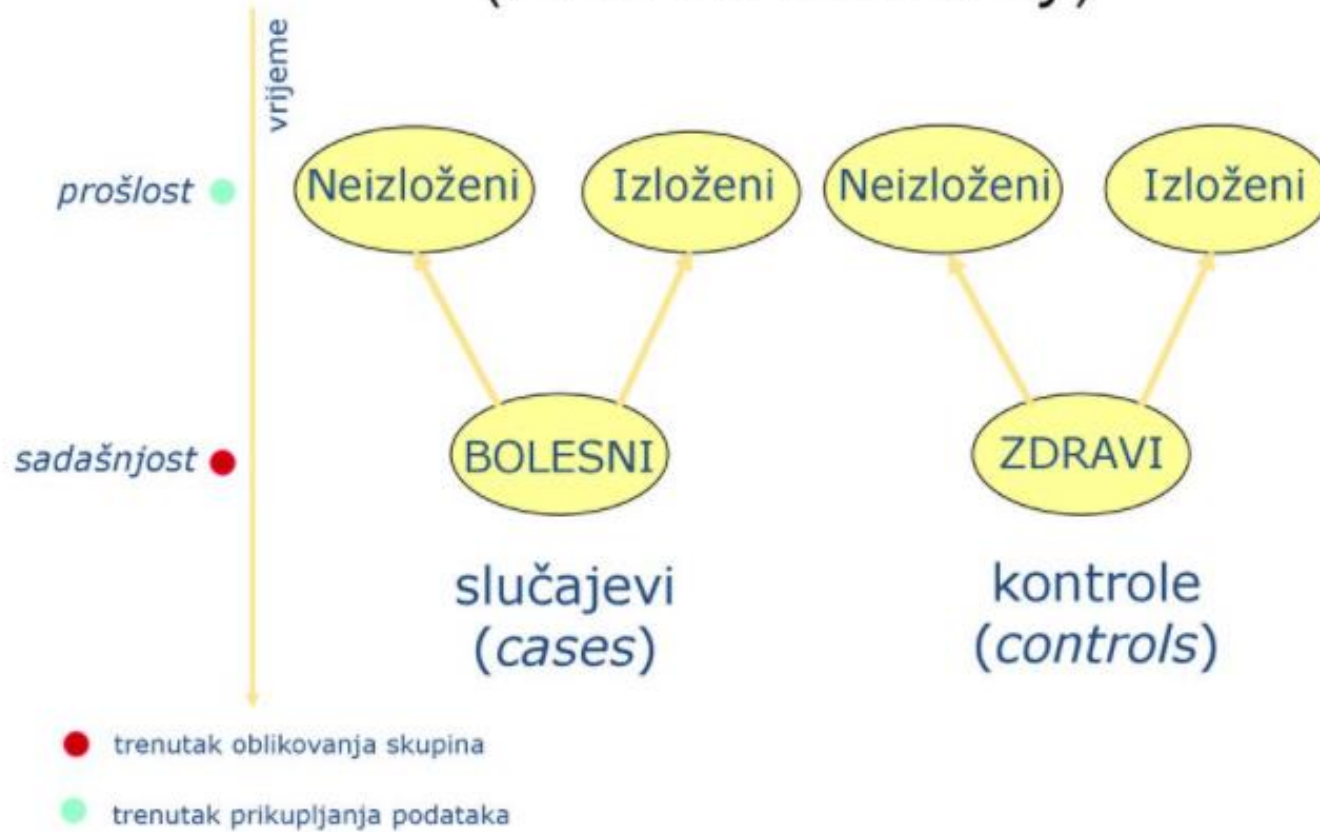 vrijeme
prošlost
Neizloženi Izloženi Neizloženi Izloženi
sadašnjost
BOLESNI ZDRAVI
slučajevi kontrole
(cases) (controls)
trenutak oblikovanja skupina
trenutak prikupljanja podataka